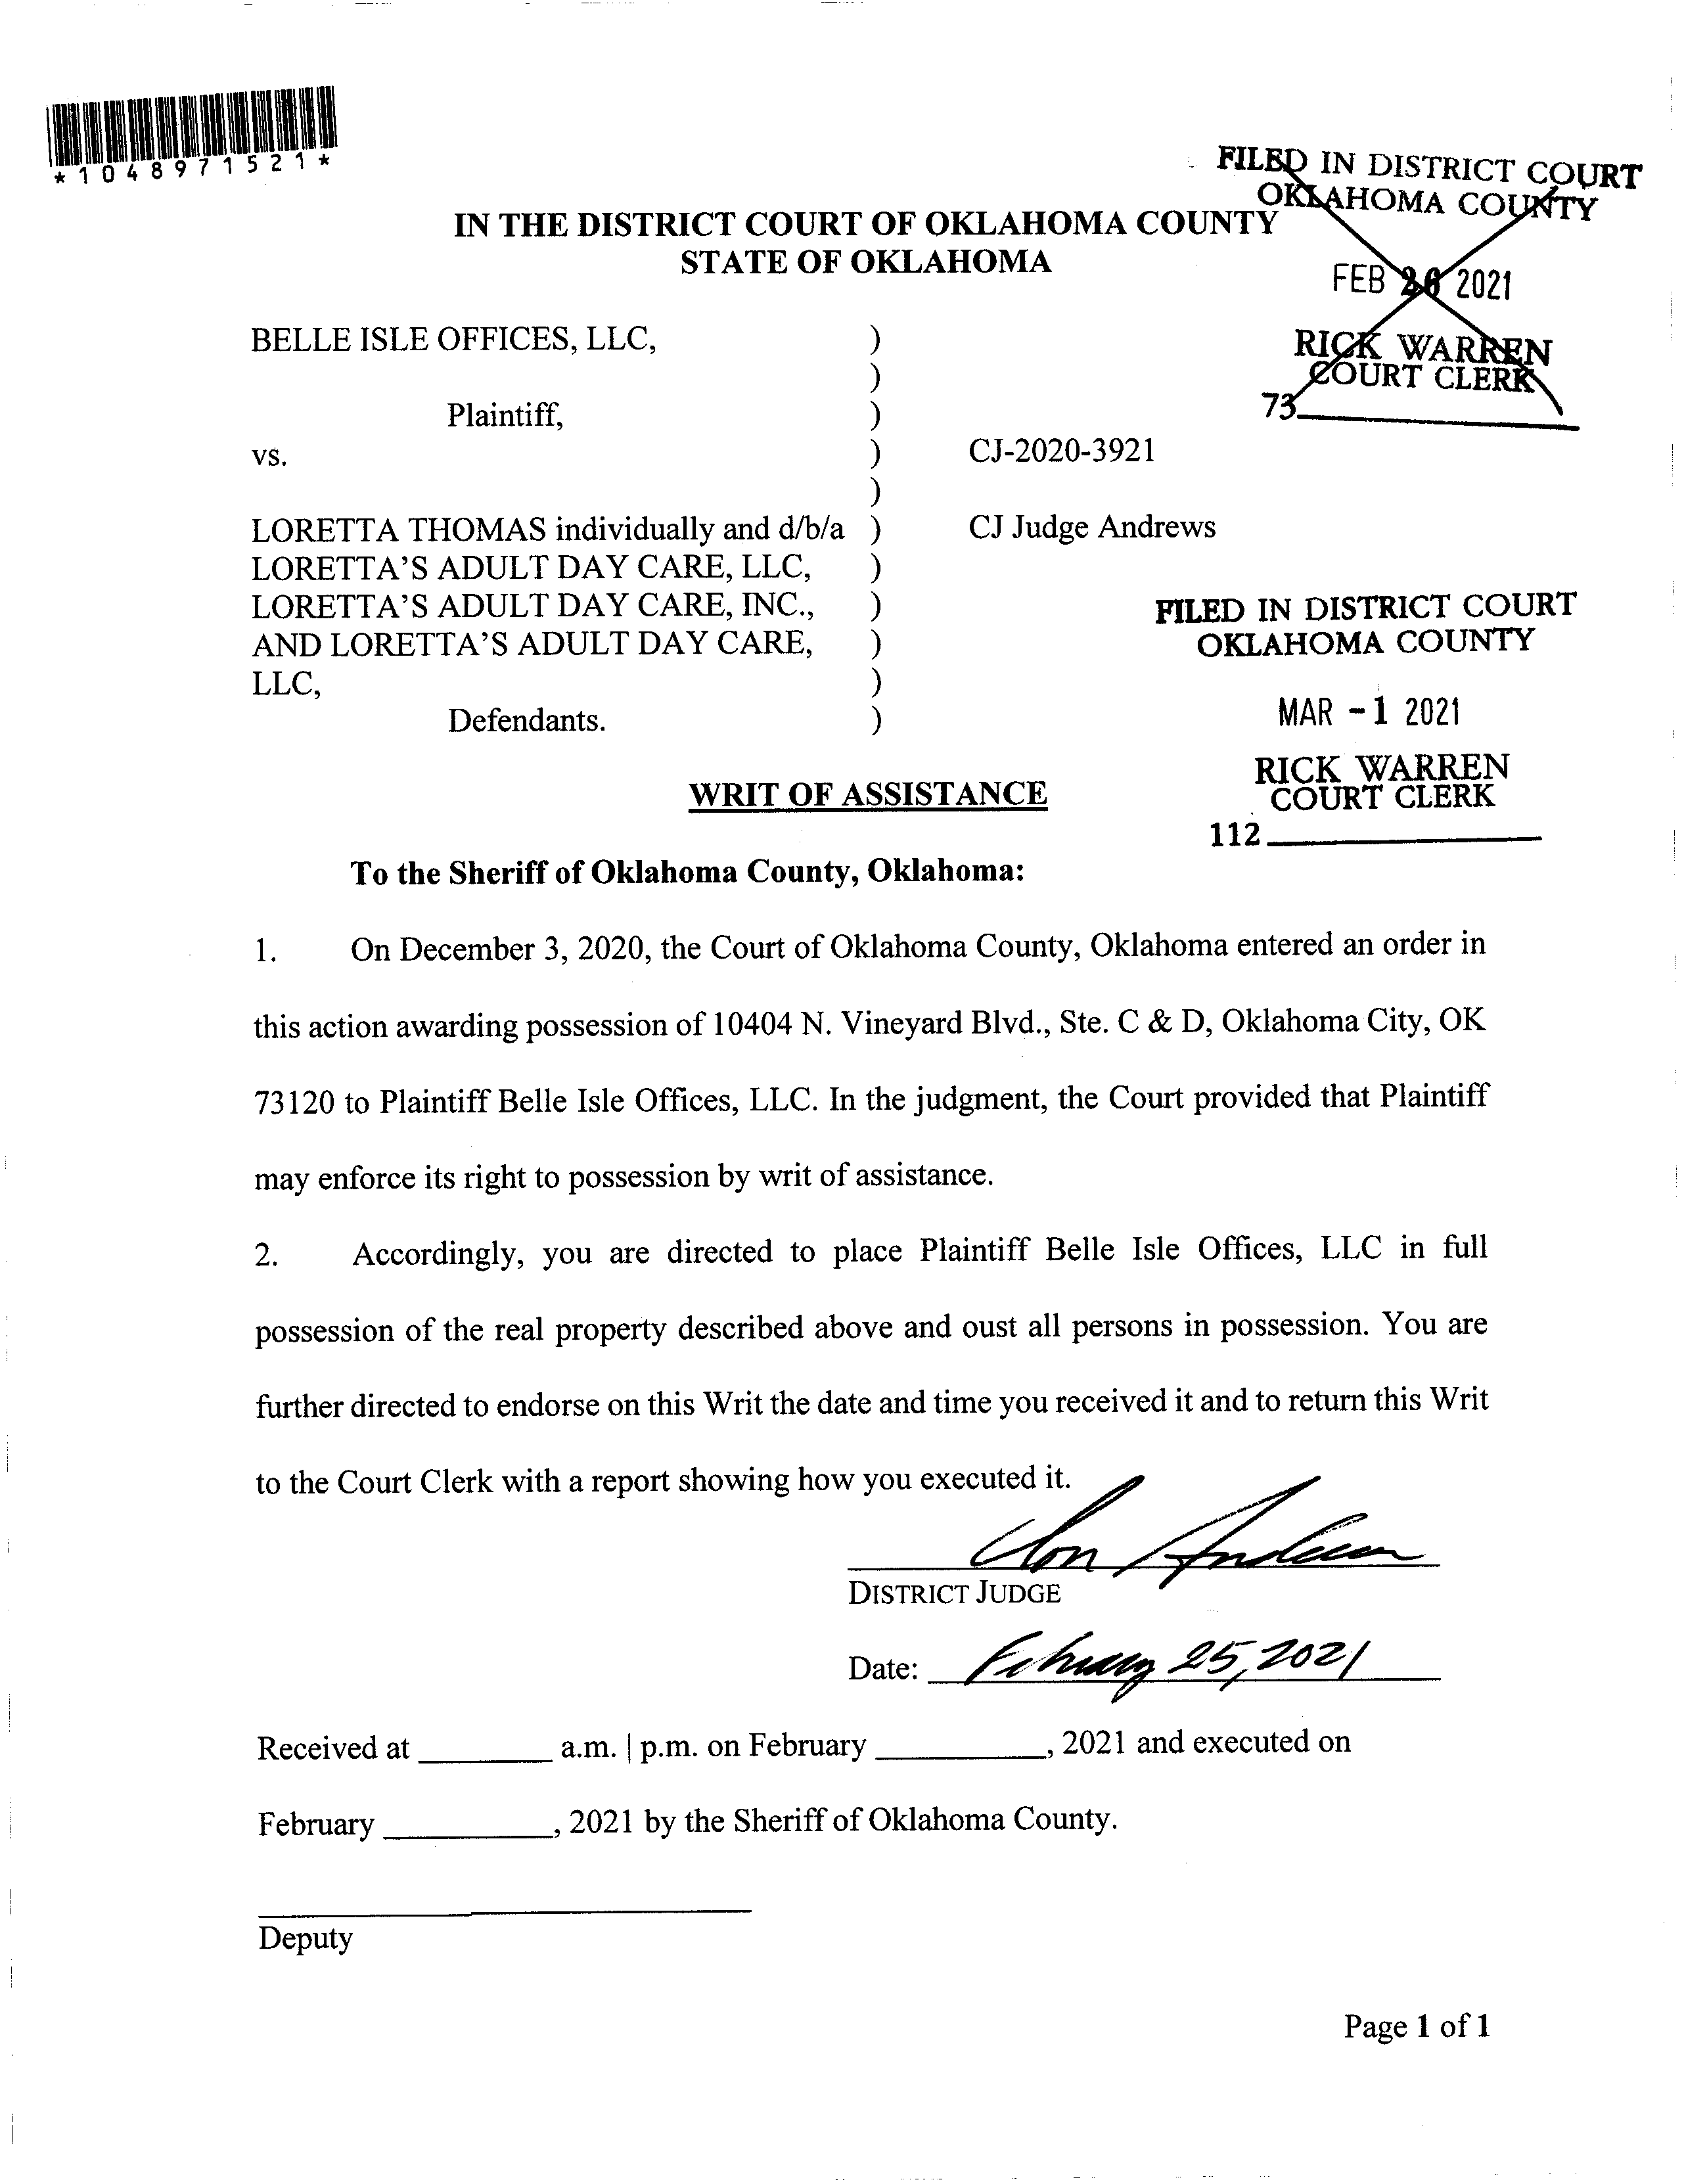 *1048971521*
FILED IN DISTRICT COURT
OKLAHOMA COUNTY
FEB 26 2021
RICK WARREN
COURT CLERK
73
IN THE DISTRICT COURT OF OKLAHOMA COUNTY
STATE OF OKLAHOMA
BELLE ISLE OFFICES, LLC, )
)
Plaintiff, )
vs. ) CJ-2020-3921
)
LORETTA THOMAS individually and d/b/a ) CJ Judge Andrews
LORETTA'S ADULT DAY CARE, LLC, )
LORETTA'S ADULT DAY CARE, INC., )
AND LORETTA'S ADULT DAY CARE, )
LLC, )
Defendants. )
FILED IN DISTRICT COURT
OKLAHOMA COUNTY
MAR -1 2021
RICK WARREN
COURT CLERK
112
WRIT OF ASSISTANCE
To the Sheriff of Oklahoma County, Oklahoma:
1. On December 3, 2020, the Court of Oklahoma County, Oklahoma entered an order in
this action awarding possession of 10404 N. Vineyard Blvd., Ste. C & D, Oklahoma City, OK
73120 to Plaintiff Belle Isle Offices, LLC. In the judgment, the Court provided that Plaintiff
may enforce its right to possession by writ of assistance.
2. Accordingly, you are directed to place Plaintiff Belle Isle Offices, LLC in full
possession of the real property described above and oust all persons in possession. You are
further directed to endorse on this Writ the date and time you received it and to return this Writ
to the Court Clerk with a report showing how you executed it.
DISTRICT JUDGE
Date: February 25, 2021
Received at ________ a.m. | p.m. on February ___________, 2021 and executed on
February ___________, 2021 by the Sheriff of Oklahoma County.
Deputy
Page 1 of 1